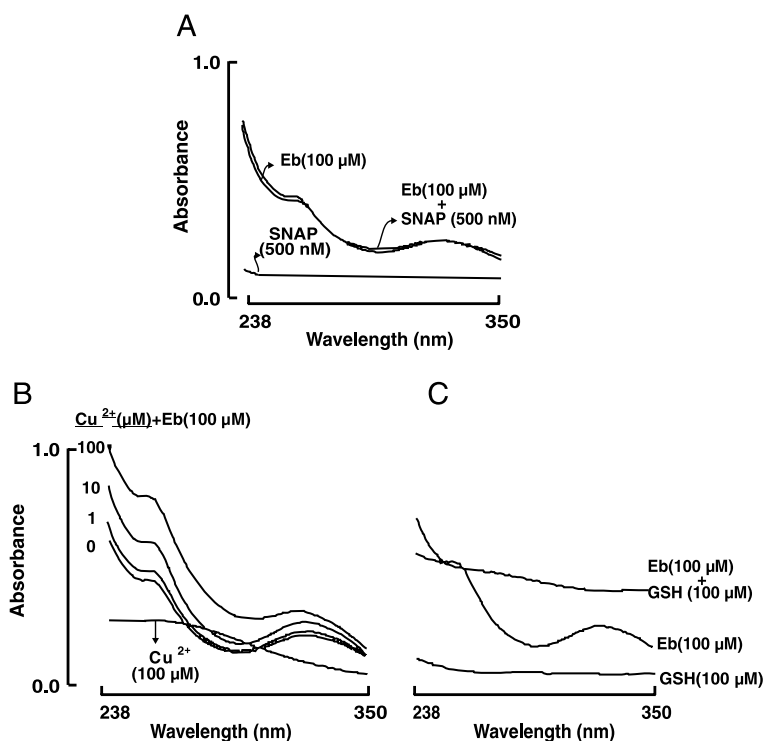 A
1.0
Absorbance
Eb(100 µM)
Eb(100 µM)
+
SNAP (500 nM)
SNAP
(500 nM)
0.0
238
350
Wavelength (nm)
B
Cu 2+(µM)+Eb(100 µM)
1.0
100
10
1
0
Absorbance
Cu 2+
(100 µM)
0.0
238
350
Wavelength (nm)
C
Eb(100 µM)
+
GSH (100 µM)
Eb(100 µM)
GSH(100 µM)
238
350
Wavelength (nm)